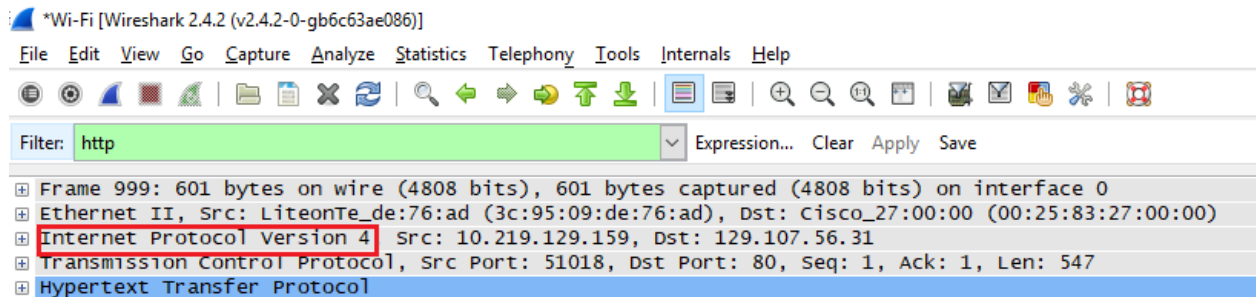 *Wi-Fi [Wireshark 2.4.2 (v2.4.2-0-gb6c63ae086)]
File Edit View Go Capture Analyze Statistics Telephony Tools Internals Help
Filter: http Expression... Clear Apply Save
Frame 999: 601 bytes on wire (4808 bits), 601 bytes captured (4808 bits) on interface 0
Ethernet II, Src: LiteonTe_de:76:ad (3c:95:09:de:76:ad), Dst: Cisco_27:00:00 (00:25:83:27:00:00)
Internet Protocol Version 4 Src: 10.219.129.159, Dst: 129.107.56.31
Transmission Control Protocol, Src Port: 51018, Dst Port: 80, Seq: 1, Ack: 1, Len: 547
Hypertext Transfer Protocol